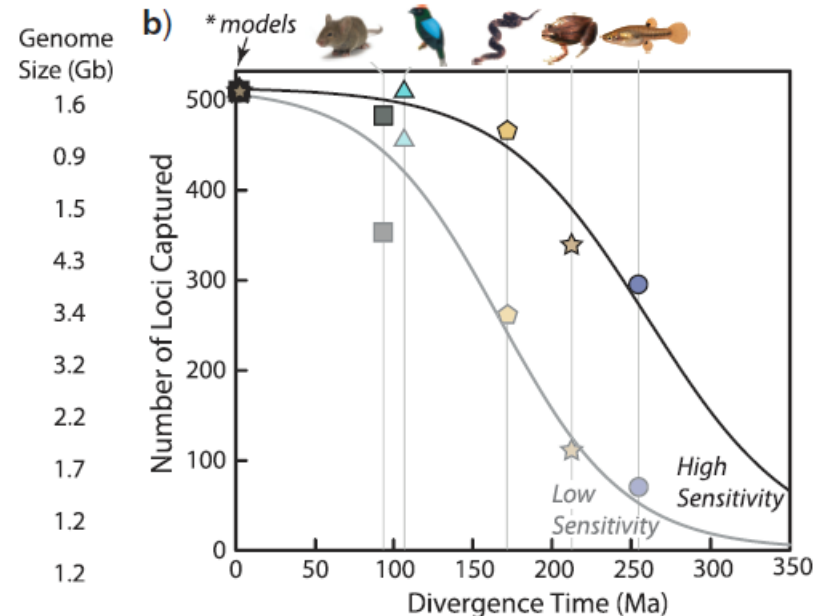 Genome
Size (Gb)
1.6
0.9
1.5
4.3
3.4
3.2
2.2
1.7
1.2
1.2
b)
* models
Number of Loci Captured
500
400
300
200
100
0
Low
Sensitivity
High
Sensitivity
0 50 100 150 200 250 300 350
Divergence Time (Ma)